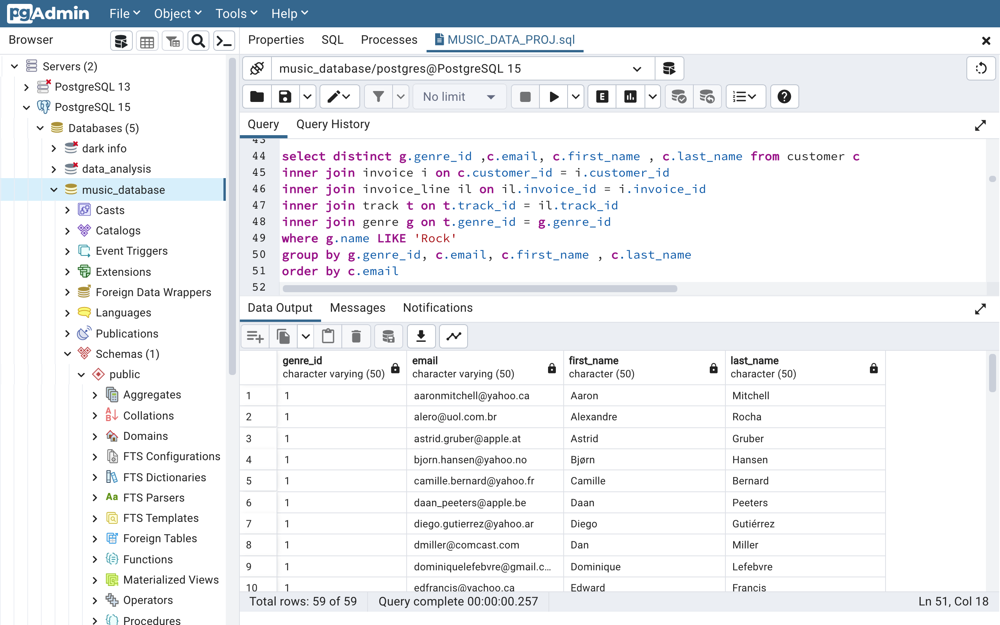 pgAdmin File Object Tools Help
Browser
Properties SQL Processes MUSIC_DATA_PROJ.sql
Servers (2)
PostgreSQL 13
PostgreSQL 15
Databases (5)
dark info
data_analysis
music_database
Casts
Catalogs
Event Triggers
Extensions
Foreign Data Wrappers
Languages
Publications
Schemas (1)
public
Aggregates
Collations
Domains
FTS Configurations
FTS Dictionaries
Aa FTS Parsers
FTS Templates
Foreign Tables
Functions
Materialized Views
Operators
Procedures
music_database/postgres@PostgreSQL 15
No limit E
Query Query History
43
44 select distinct g.genre_id ,c.email, c.first_name , c.last_name from customer c
45 inner join invoice i on c.customer_id = i.customer_id
46 inner join invoice_line il on il.invoice_id = i.invoice_id
47 inner join track t on t.track_id = il.track_id
48 inner join genre g on t.genre_id = g.genre_id
49 where g.name LIKE 'Rock'
50 group by g.genre_id, c.email, c.first_name , c.last_name
51 order by c.email
52
Data Output Messages Notifications
genre_id email first_name last_name
character varying (50) character varying (50) character (50) character (50)
1 1 aaronmitchell@yahoo.ca Aaron Mitchell
2 1 alero@uol.com.br Alexandre Rocha
3 1 astrid.gruber@apple.at Astrid Gruber
4 1 bjorn.hansen@yahoo.no Bjørn Hansen
5 1 camille.bernard@yahoo.fr Camille Bernard
6 1 daan_peeters@apple.be Daan Peeters
7 1 diego.gutierrez@yahoo.ar Diego Gutiérrez
8 1 dmiller@comcast.com Dan Miller
9 1 dominiquelefebvre@gmail.c... Dominique Lefebvre
10 1 edfrancis@yachoo.ca Edward Francis
Total rows: 59 of 59 Query complete 00:00:00.257 Ln 51, Col 18